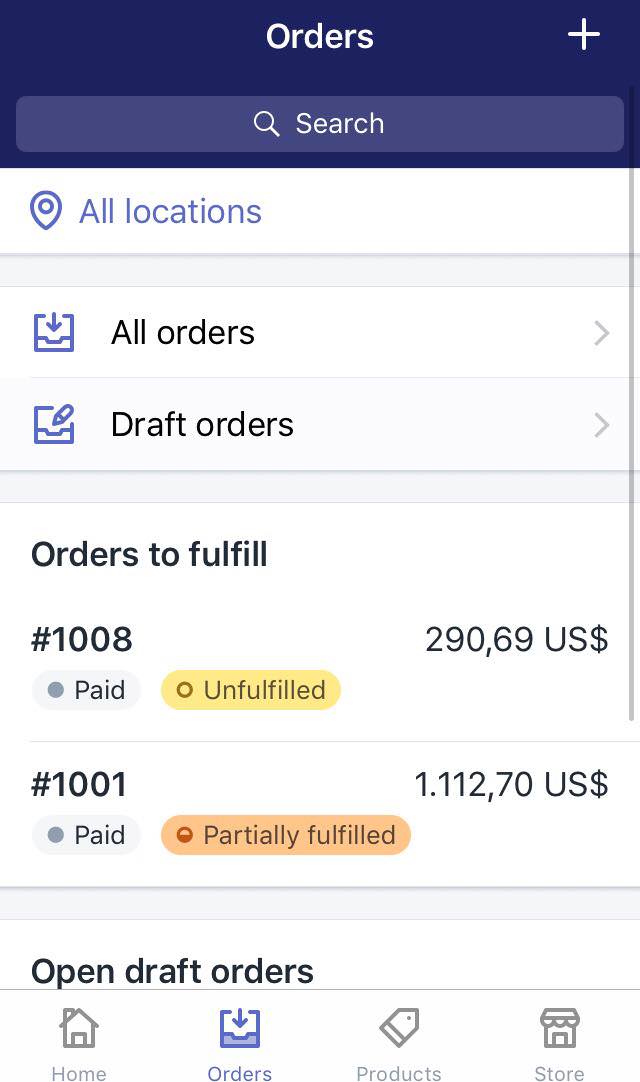 Orders
Search
All locations
All orders
Draft orders
Orders to fulfill
#1008 290,69 US$
Paid Unfulfilled
#1001 1.112,70 US$
Paid Partially fulfilled
Open draft orders
Home Orders Products Store